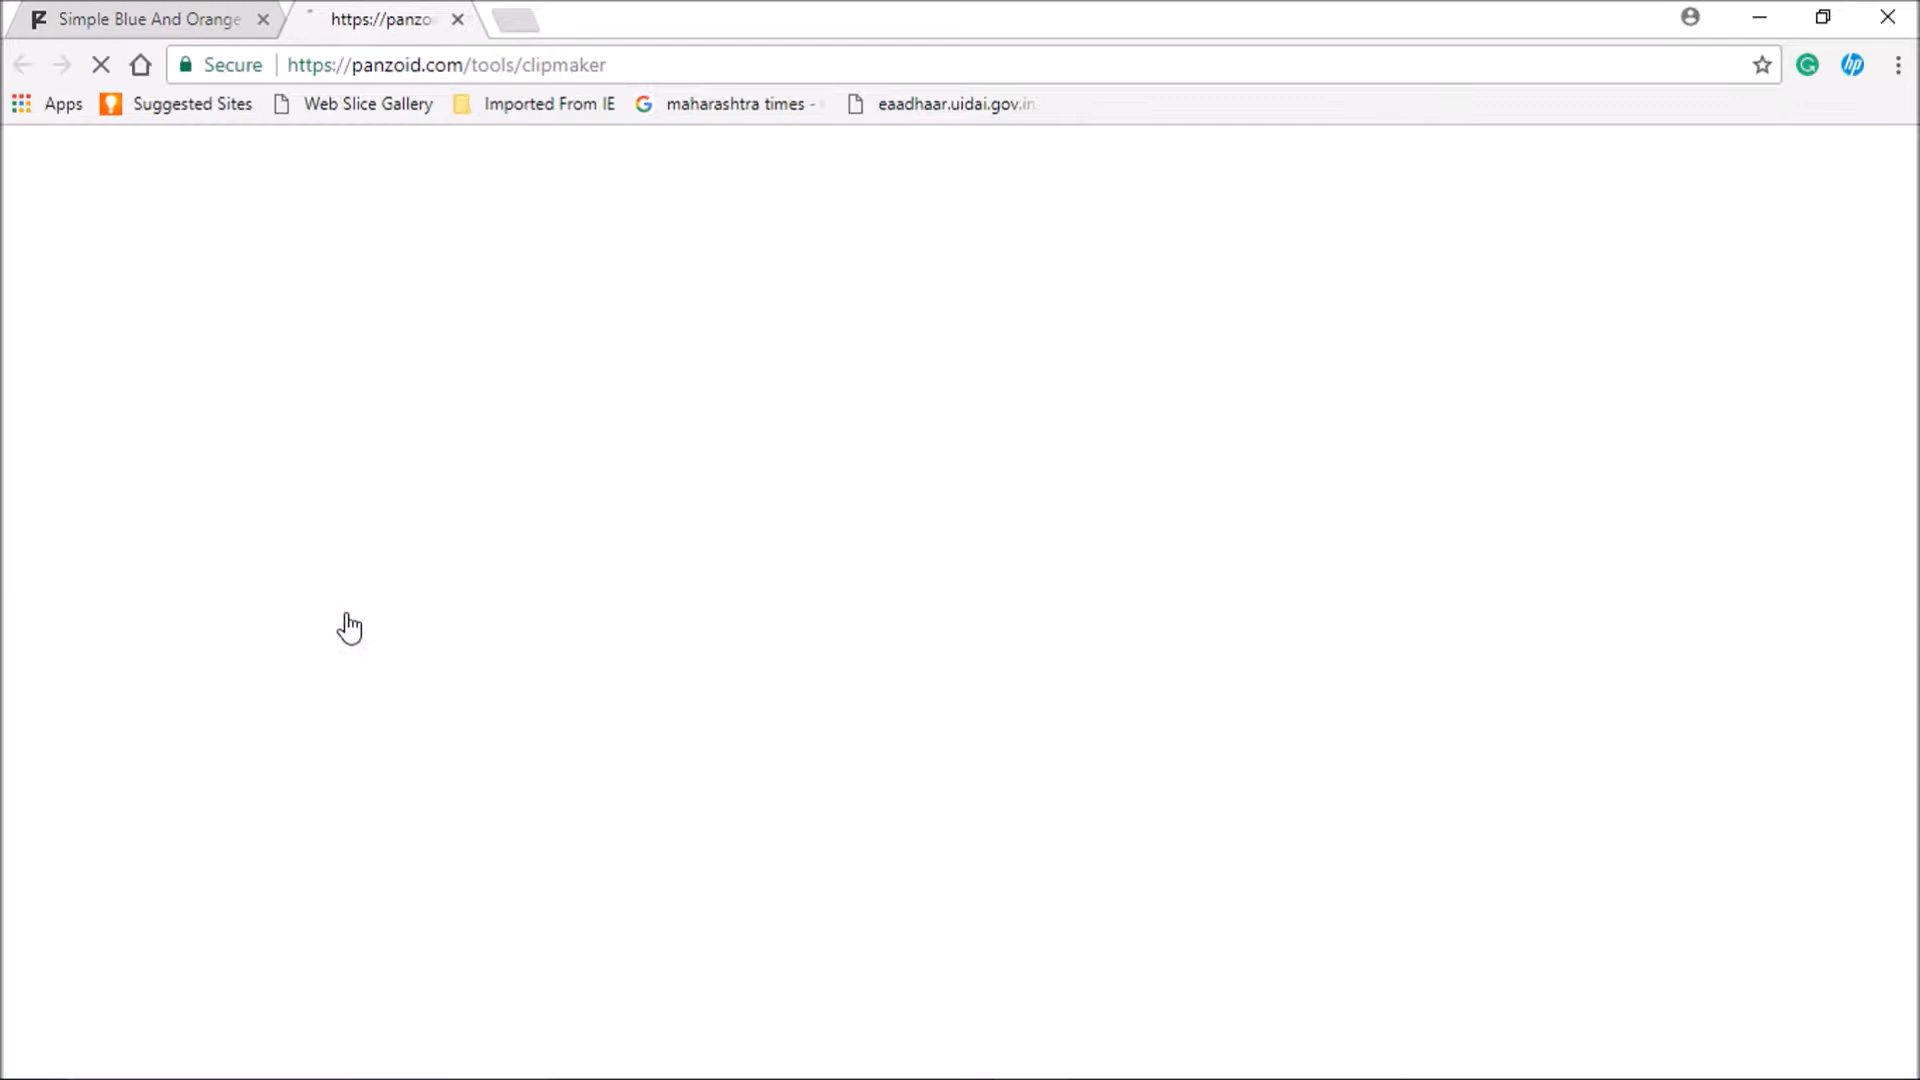 Simple Blue And Orange
https://panzo
Secure
https://panzoid.com/tools/clipmaker
Apps
Suggested Sites
Web Slice Gallery
Imported From IE
maharashtra times -
eaadhaar.uidai.gov.in
hp